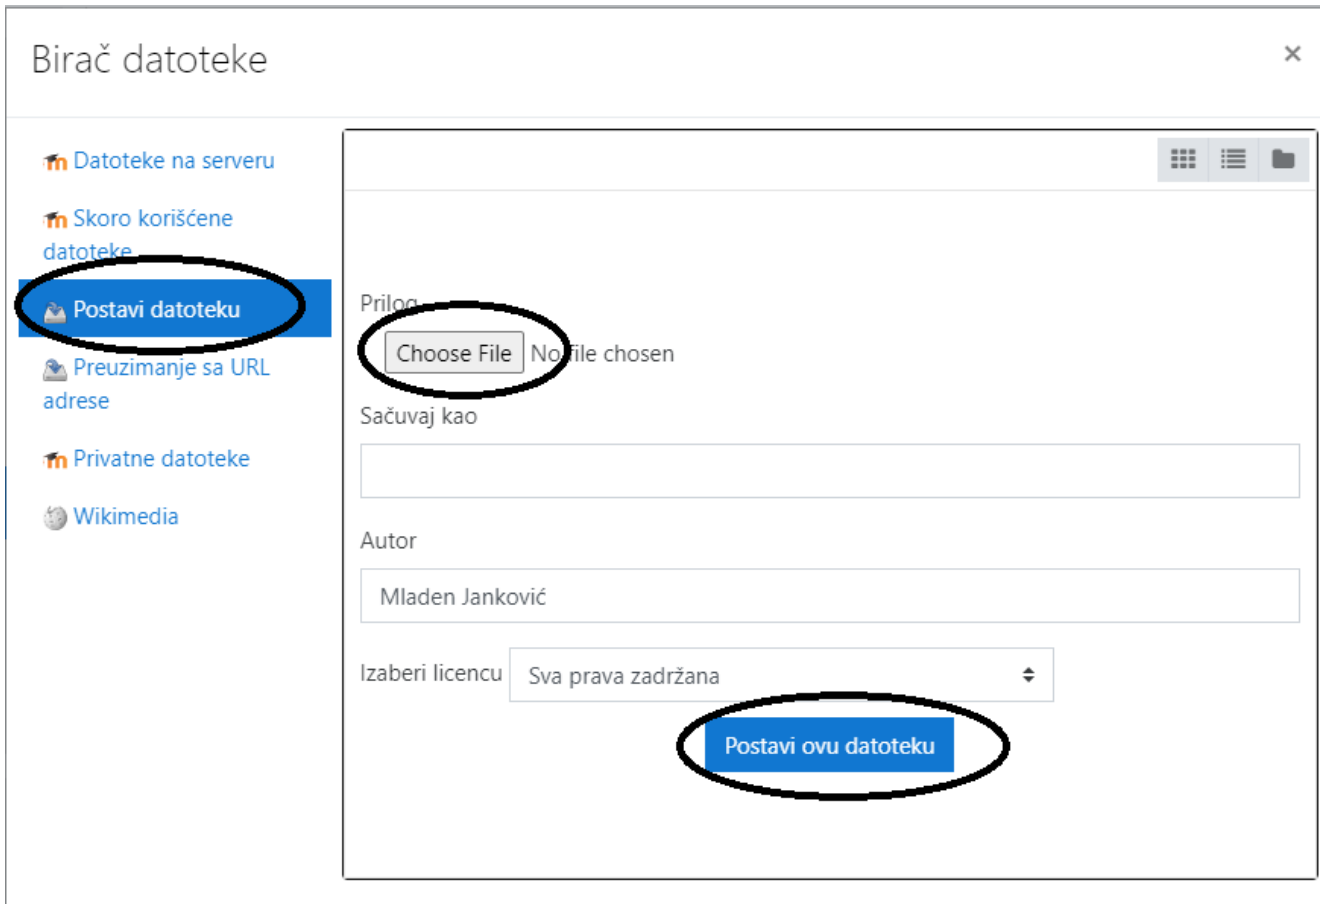 Birač datoteke
×
Datoteke na serveru
Skoro korišćene
datoteke
Postavi datoteku
Preuzimanje sa URL
adrese
Privatne datoteke
Wikimedia
Prilog
Choose File No file chosen
Sačuvaj kao
Autor
Mladen Janković
Izaberi licencu Sva prava zadržana
Postavi ovu datoteku